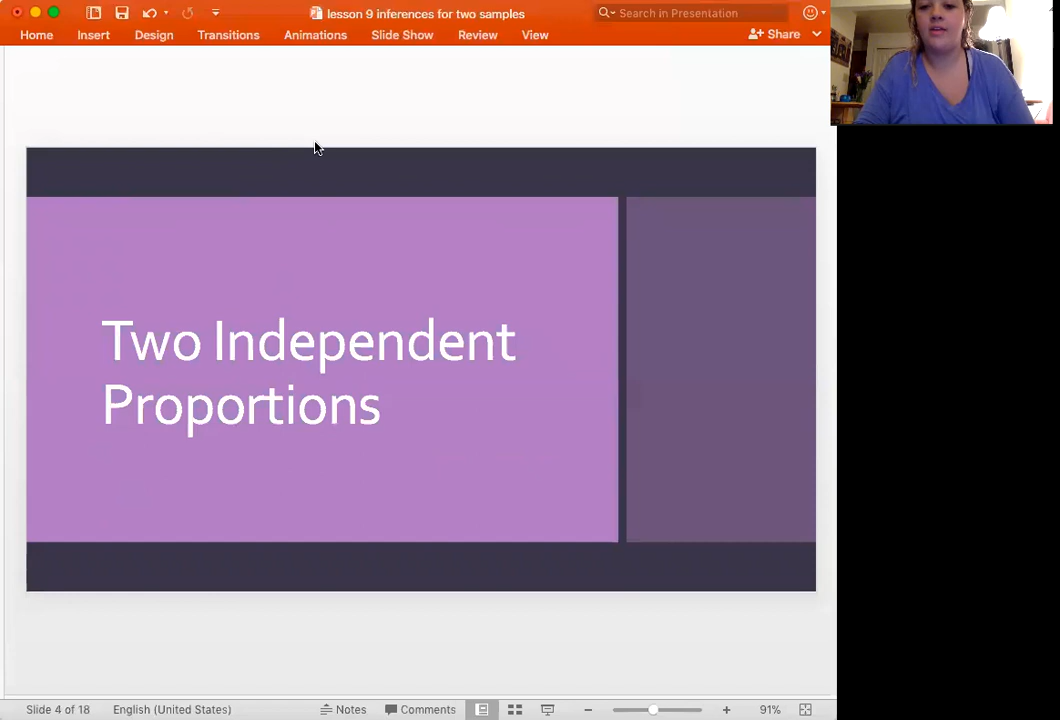 lesson 9 inferences for two samples
Search in Presentation
Home Insert Design Transitions Animations Slide Show Review View Share
Two Independent
Proportions
Slide 4 of 18 English (United States) Notes Comments 91%